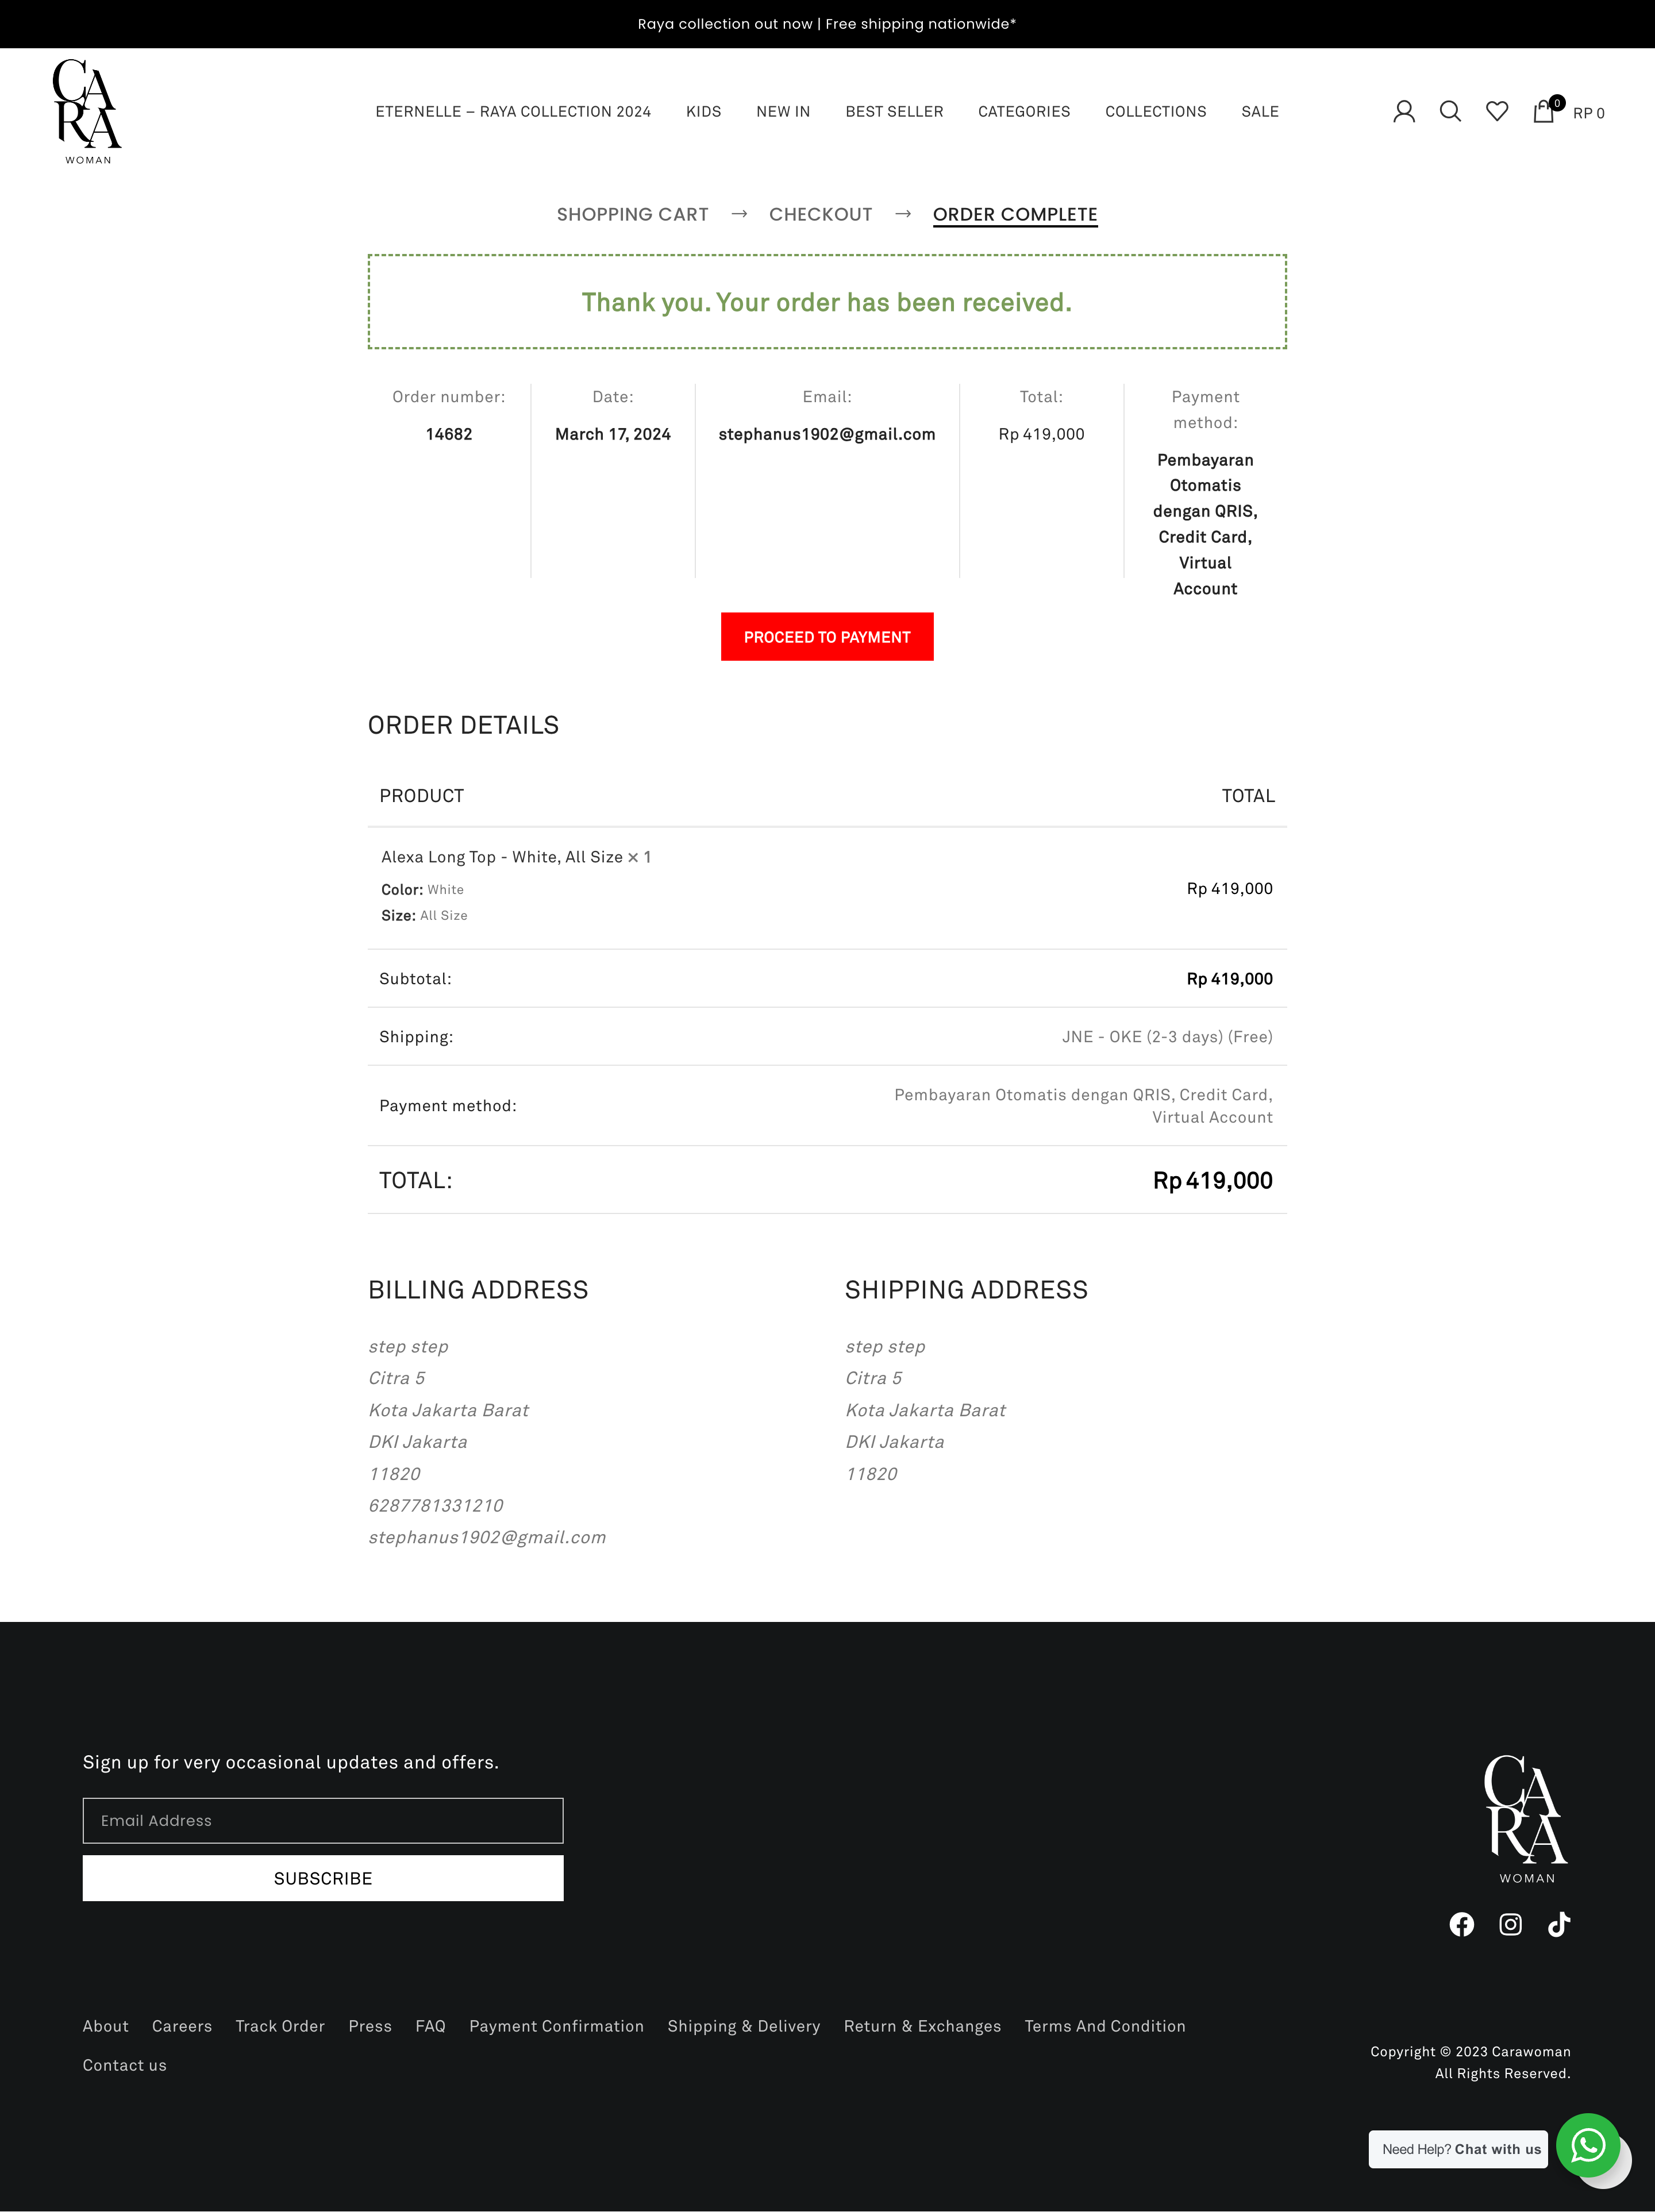 Raya collection out now | Free shipping nationwide*
CA
RA
WOMAN
ETERNELLE – RAYA COLLECTION 2024 KIDS NEW IN BEST SELLER CATEGORIES COLLECTIONS SALE
0
RP 0
SHOPPING CART → CHECKOUT → ORDER COMPLETE
Thank you. Your order has been received.
Order number:
14682
Date:
March 17, 2024
Email:
stephanus1902@gmail.com
Total:
Rp 419,000
Payment
method:
Pembayaran
Otomatis
dengan QRIS,
Credit Card,
Virtual
Account
PROCEED TO PAYMENT
ORDER DETAILS
PRODUCT TOTAL
Alexa Long Top - White, All Size × 1
Color: White
Size: All Size
Rp 419,000
Subtotal: Rp 419,000
Shipping: JNE - OKE (2-3 days) (Free)
Payment method: Pembayaran Otomatis dengan QRIS, Credit Card,
Virtual Account
TOTAL: Rp 419,000
BILLING ADDRESS
step step
Citra 5
Kota Jakarta Barat
DKI Jakarta
11820
6287781331210
stephanus1902@gmail.com
SHIPPING ADDRESS
step step
Citra 5
Kota Jakarta Barat
DKI Jakarta
11820
Sign up for very occasional updates and offers.
Email Address
SUBSCRIBE
CA
RA
WOMAN
About Careers Track Order Press FAQ Payment Confirmation Shipping & Delivery Return & Exchanges Terms And Condition
Contact us
Copyright © 2023 Carawoman
All Rights Reserved.
Need Help? Chat with us